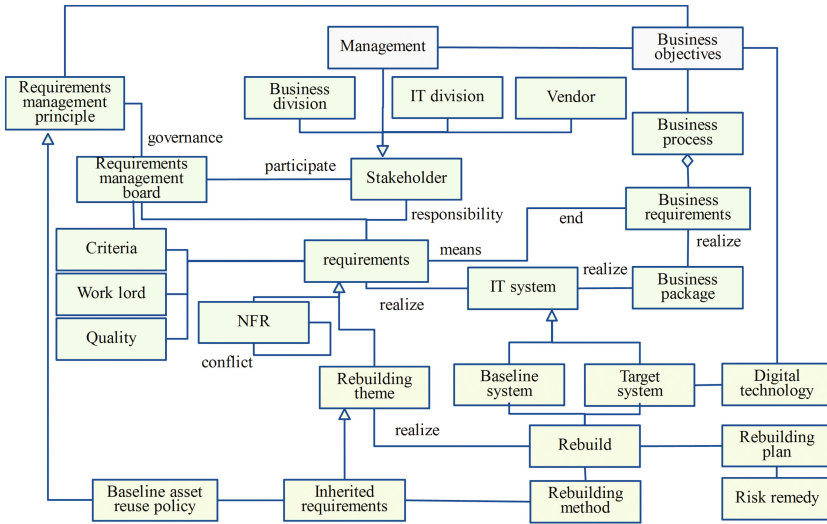 Management
Business
objectives
Requirements
management
principle
Business
division
IT division
Vendor
Business
process
governance
Requirements
management
board
participate
Stakeholder
Business
requirements
responsibility
end
Criteria
requirements
means
realize
Work lord
realize
IT system
realize
Business
package
Quality
NFR
conflict
Rebuilding
theme
Baseline
system
Target
system
Digital
technology
realize
Rebuild
Rebuilding
plan
Baseline asset
reuse policy
Inherited
requirements
Rebuilding
method
Risk remedy